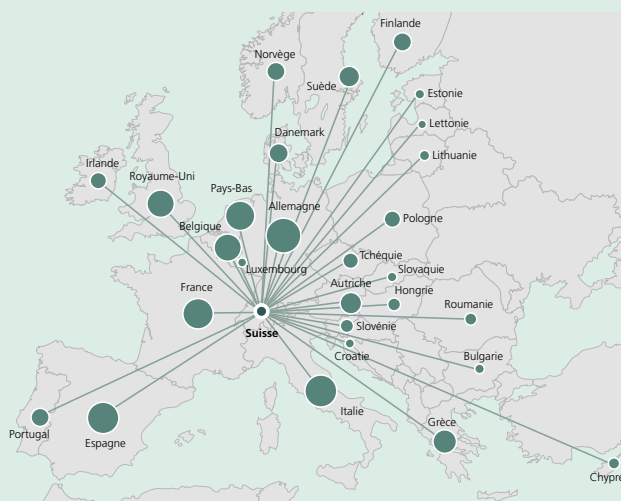 Finlande
Norvège
Suède
Estonie
Lettonie
Danemark
Lithuanie
Irlande
Royaume-Uni
Pays-Bas
Allemagne
Pologne
Belgique
Tchéquie
Luxembourg
Slovaquie
Autriche
France
Hongrie
Roumanie
Suisse
Slovénie
Croatie
Bulgarie
Italie
Grèce
Portugal
Espagne
Chypre